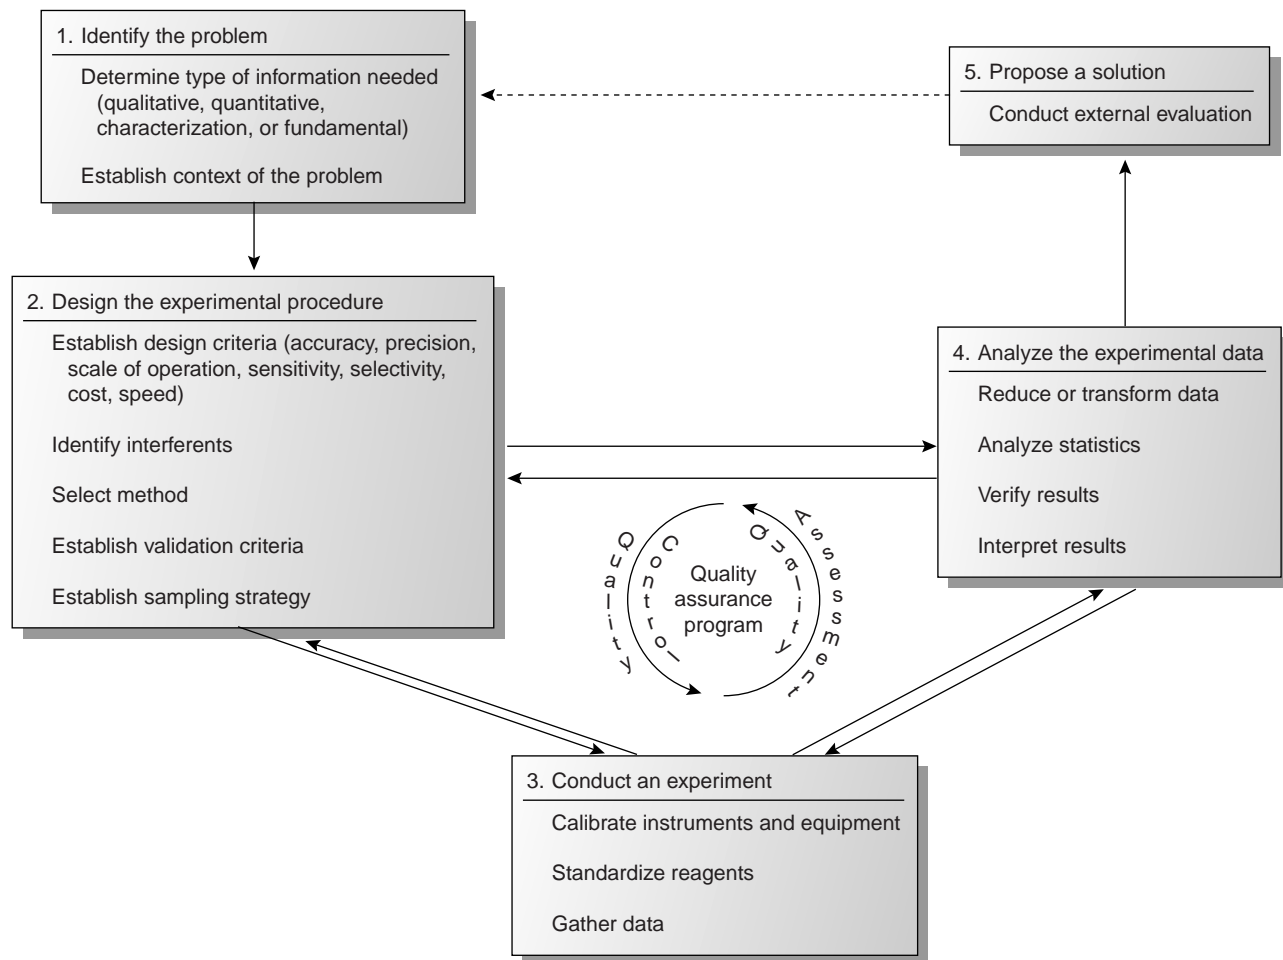 1. Identify the problem
Determine type of information needed
(qualitative, quantitative,
characterization, or fundamental)
Establish context of the problem
5. Propose a solution
Conduct external evaluation
2. Design the experimental procedure
Establish design criteria (accuracy, precision,
scale of operation, sensitivity, selectivity,
cost, speed)
Identify interferents
Select method
Establish validation criteria
Establish sampling strategy
4. Analyze the experimental data
Reduce or transform data
Analyze statistics
Verify results
Interpret results
Quality
Control
Quality
assurance
program
Quality
Assessment
3. Conduct an experiment
Calibrate instruments and equipment
Standardize reagents
Gather data